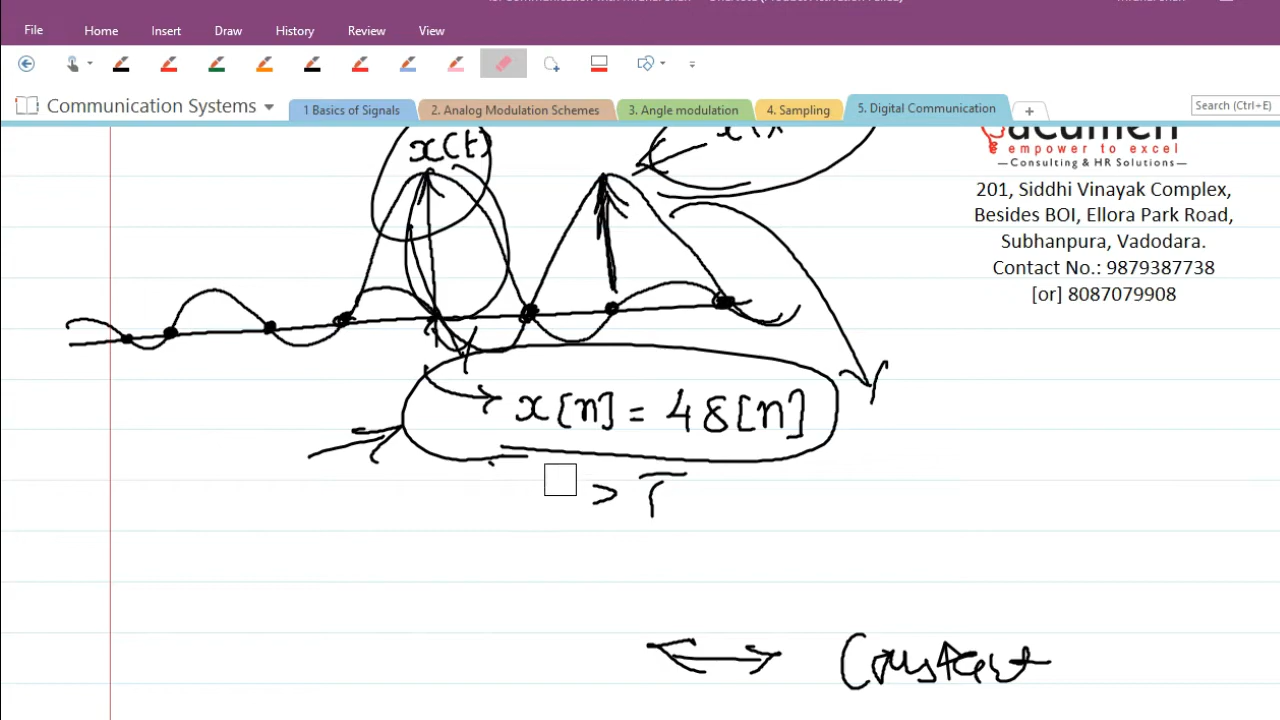 File Home Insert Draw History Review View
Communication Systems 1 Basics of Signals 2. Analog Modulation Schemes 3. Angle modulation 4. Sampling 5. Digital Communication + Search (Ctrl+E)
acumen
empower to excel
—Consulting & HR Solutions—
201, Siddhi Vinayak Complex,
Besides BOI, Ellora Park Road,
Subhanpura, Vadodara.
Contact No.: 9879387738
[or] 8087079908
x(t)
x[n] = 4δ[n]
> T
Constant